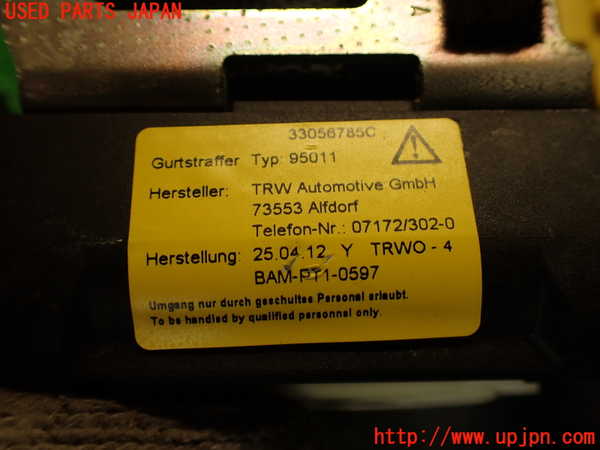 USED PARTS JAPAN
A
33056785C
Gurtstraffer Typ: 95011
Hersteller: TRW Automotive GmbH
73553 Alfdorf
Telefon-Nr.: 07172/302-0
Herstellung: 25.04.12 Y TRWO - 4
BAM-PT1-0597
Umgang nur durch geschultes Personal erlaubt.
To be handled by qualified personnel only.
http://www.upjpn.com/